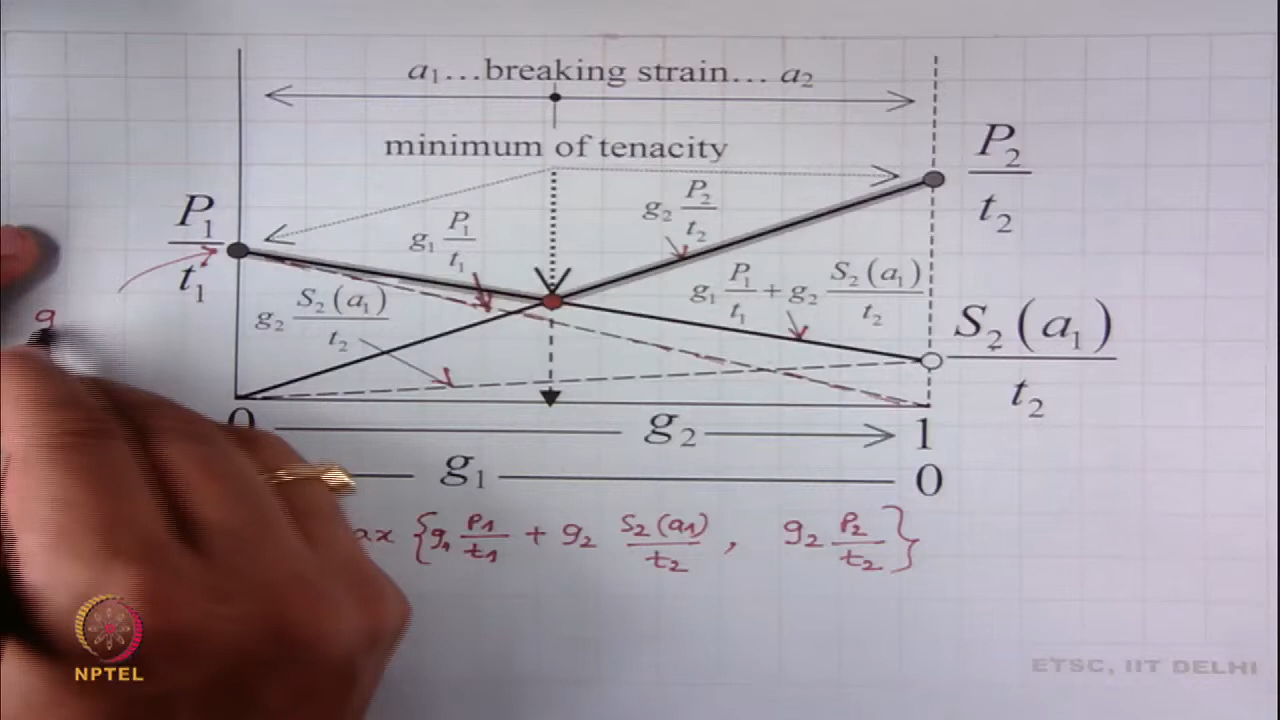 a₁...breaking strain... a₂
minimum of tenacity
P₂/t₂
P₁/t₁
g₁ P₁/t₁
g₂ P₂/t₂
g₂ S₂(a₁)/t₂
g₁ P₁/t₁ + g₂ S₂(a₁)/t₂
S₂(a₁)/t₂
g
0 g₂ 1
g₁ 0
{g₁ P₁/t₁ + g₂ S₂(a₁)/t₂, g₂ P₂/t₂}
NPTEL
ETSC, IIT DELHI